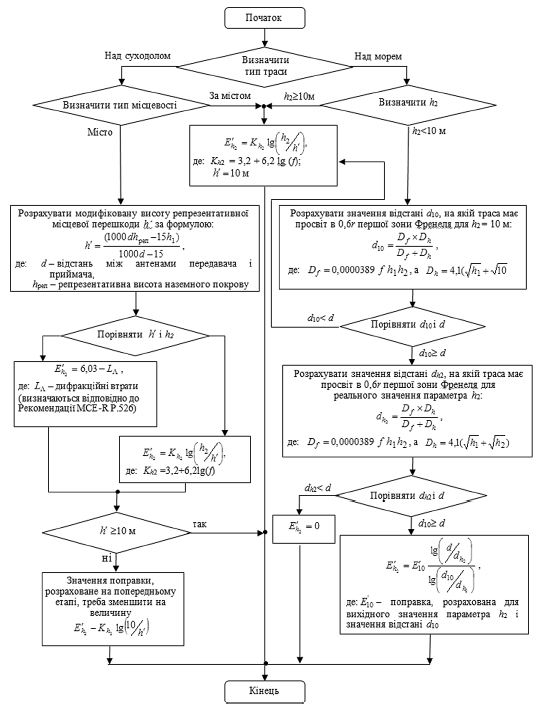 Початок
Над суходолом
Визначити
тип траси
Над морем
Визначити тип місцевості
За містом
h2≥10м
Визначити h2
Місто
h2<10 м
E′h2 = Kh2 lg(h2/h′),
де: Kh2 = 3,2 + 6,2 lg (f);
h′ = 10 м
Розрахувати модифіковану висоту репрезентативної
місцевої перешкоди h′ за формулою:
h′ = (1000dhреп −15h1)/(1000d −15),
де: d – відстань між антенами передавача і
приймача,
hреп – репрезентативна висота наземного покрову
Розрахувати значення відстані d10, на якій траса має
просвіт в 0,6r першої зони Френеля для h2 = 10 м:
d10 = (Df × Dh)/(Df + Dh),
де: Df = 0,0000389 f h1h2, а Dh = 4,1(√h1 + √10
Порівняти h′ і h2
d10< d
Порівняти d10 і d
d10≥ d
E′h2 = 6,03 − LΛ,
де: LΛ – дифракційні втрати
(визначаються відповідно до
Рекомендації МСЕ-R P.526)
Розрахувати значення відстані dh2, на якій траса має
просвіт в 0,6r першої зони Френеля для
реального значення параметра h2:
dh2 = (Df × Dh)/(Df + Dh),
де: Df = 0,0000389 f h1h2, а Dh = 4,1(√h1 + √h2)
E′h2 = Kh2 lg(h2/h′),
де: Kh2 =3,2+6,2lg(f)
dh2< d
Порівняти dh2 і d
d10≥ d
h′ ≥10 м
так
E′h2 = 0
ні
Значення поправки,
розраховане на попередньому
етапі, треба зменшити на
величину
E′h2 − Kh2 lg(10/h′)
E′h2 = E′10 lg(d/dh2)/lg(d10/dh2),
де: E′10 – поправка, розрахована для
вихідного значення параметра h2 і
значення відстані d10
Кінець